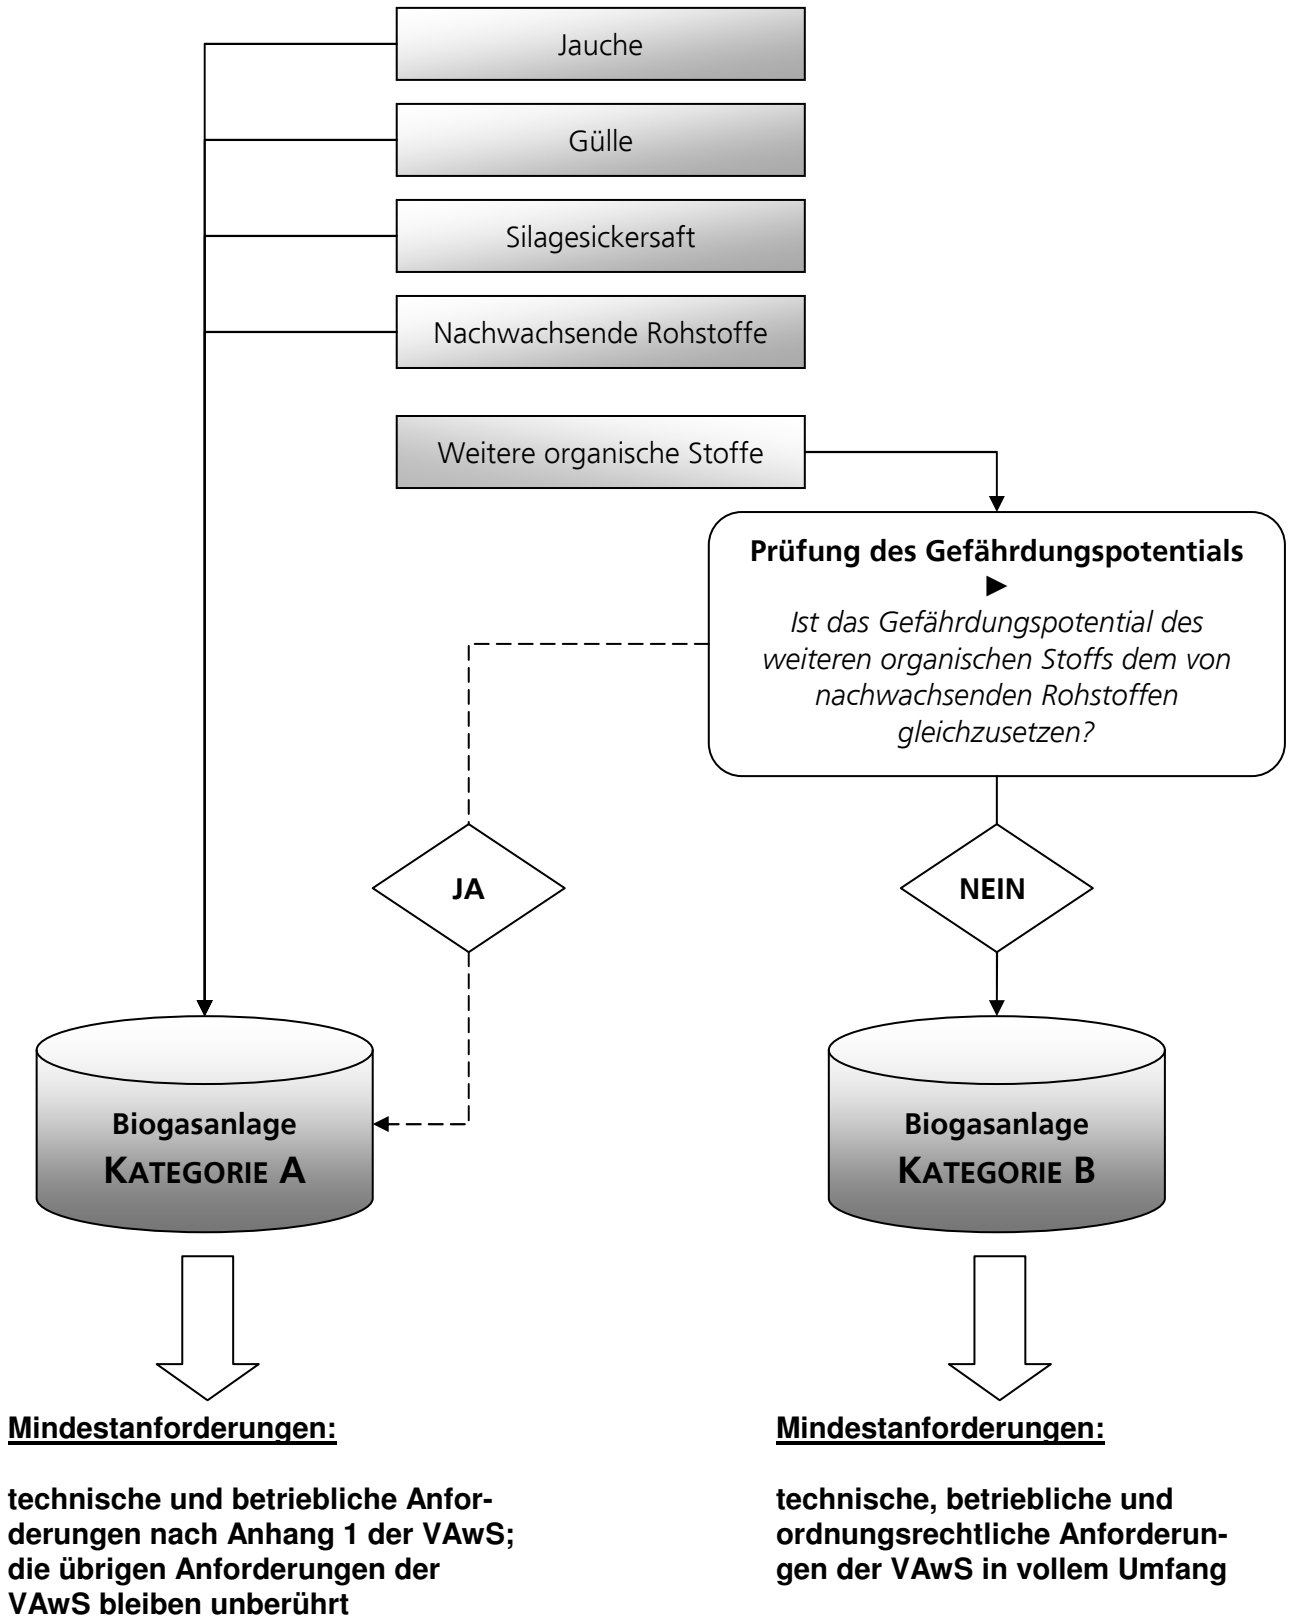 Jauche
Gülle
Silagesickersaft
Nachwachsende Rohstoffe
Weitere organische Stoffe
Prüfung des Gefährdungspotentials
►
Ist das Gefährdungspotential des
weiteren organischen Stoffs dem von
nachwachsenden Rohstoffen
gleichzusetzen?
JA
NEIN
Biogasanlage
KATEGORIE A
Biogasanlage
KATEGORIE B
Mindestanforderungen:
technische und betriebliche Anfor-
derungen nach Anhang 1 der VAwS;
die übrigen Anforderungen der
VAwS bleiben unberührt
Mindestanforderungen:
technische, betriebliche und
ordnungsrechtliche Anforderun-
gen der VAwS in vollem Umfang